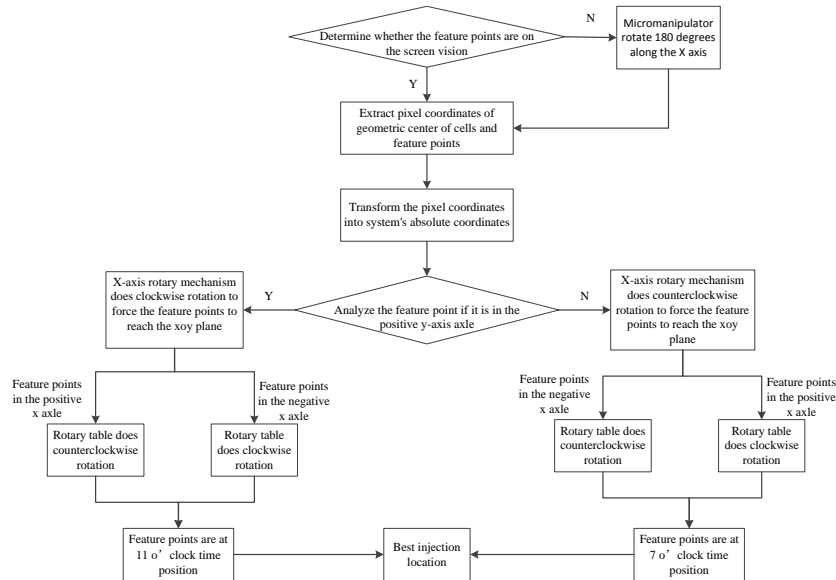 Determine whether the feature points are on
the screen vision
N
Micromanipulator
rotate 180 degrees
along the X axis
Y
Extract pixel coordinates of
geometric center of cells and
feature points
Transform the pixel coordinates
into system's absolute coordinates
X-axis rotary mechanism
does clockwise rotation to
force the feature points to
reach the xoy plane
Y
Analyze the feature point if it is in the
positive y-axis axle
N
X-axis rotary mechanism
does counterclockwise
rotation to force the feature
points to reach the xoy
plane
Feature points
in the positive
x axle
Feature points
in the negative
x axle
Feature points
in the negative
x axle
Feature points
in the positive
x axle
Rotary table does
counterclockwise
rotation
Rotary table
does clockwise
rotation
Rotary table does
counterclockwise
rotation
Rotary table
does clockwise
rotation
Feature points are at
11 o’ clock time
position
Best injection
location
Feature points are at
7 o’ clock time
position